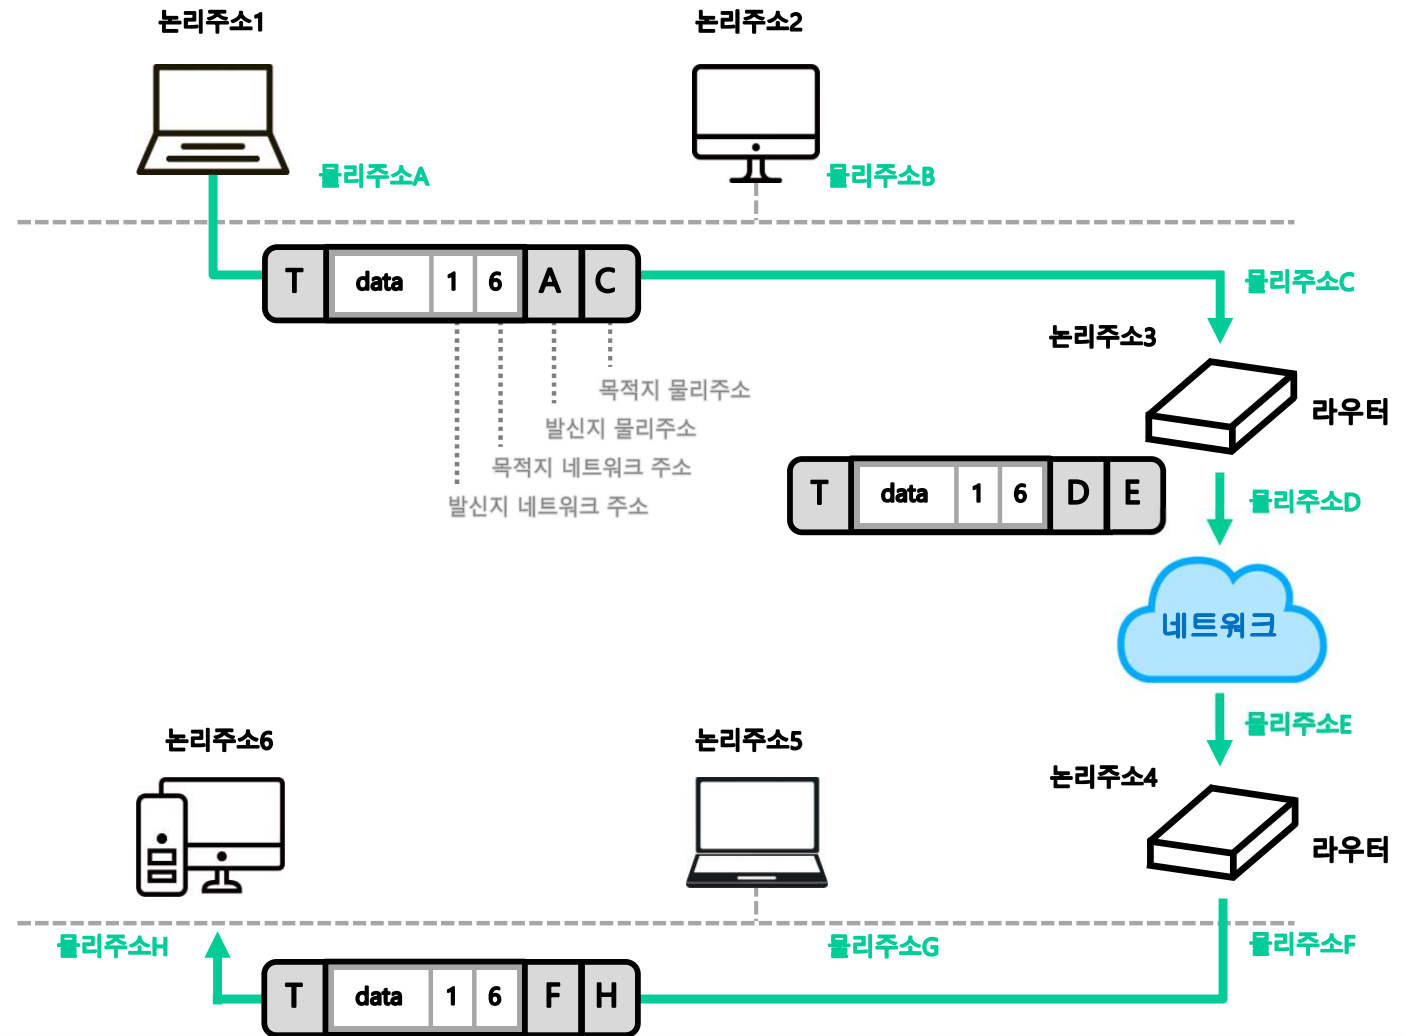 논리주소1
논리주소2
물리주소A
물리주소B
T data 1 6 A C
물리주소C
논리주소3
목적지 물리주소
라우터
발신지 물리주소
목적지 네트워크 주소
발신지 네트워크 주소
T data 1 6 D E
물리주소D
네트워크
물리주소E
논리주소6
논리주소5
논리주소4
라우터
물리주소H
물리주소G
물리주소F
T data 1 6 F H